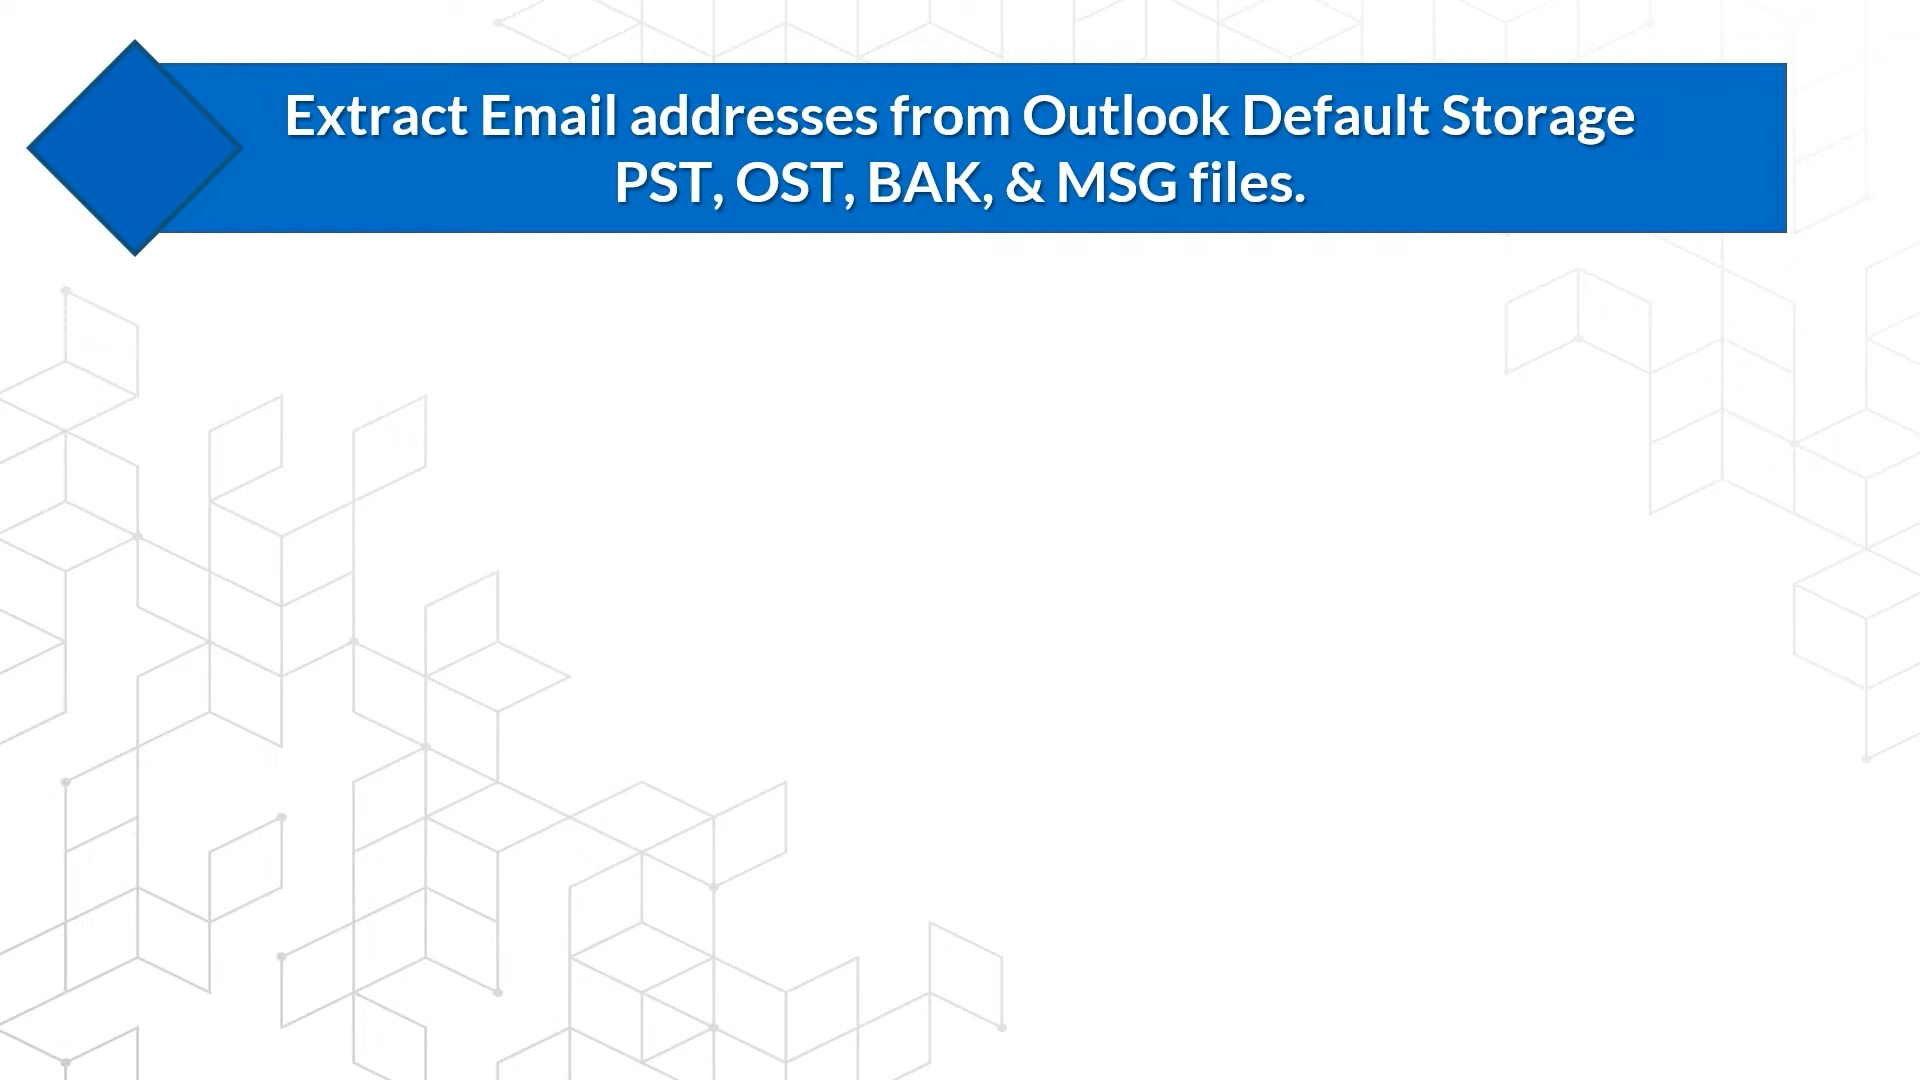 Extract Email addresses from Outlook Default Storage
PST, OST, BAK, & MSG files.